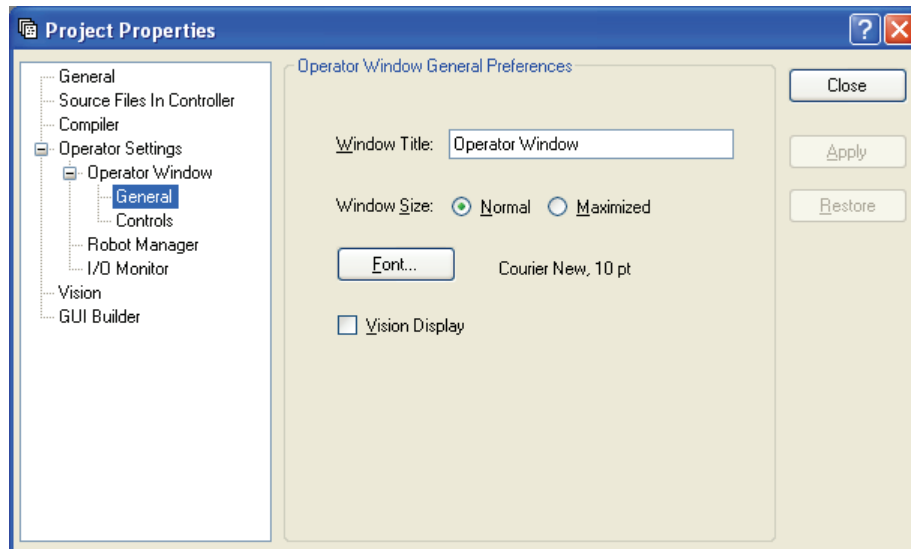 Project Properties
General
Source Files In Controller
Compiler
Operator Settings
Operator Window
General
Controls
Robot Manager
I/O Monitor
Vision
GUI Builder
Operator Window General Preferences
Window Title: Operator Window
Window Size: Normal Maximized
Font... Courier New, 10 pt
Vision Display
Close
Apply
Restore